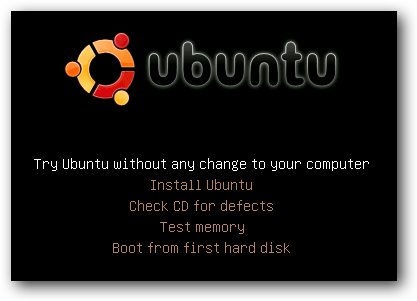 ubuntu
Try Ubuntu without any change to your computer
Install Ubuntu
Check CD for defects
Test memory
Boot from first hard disk